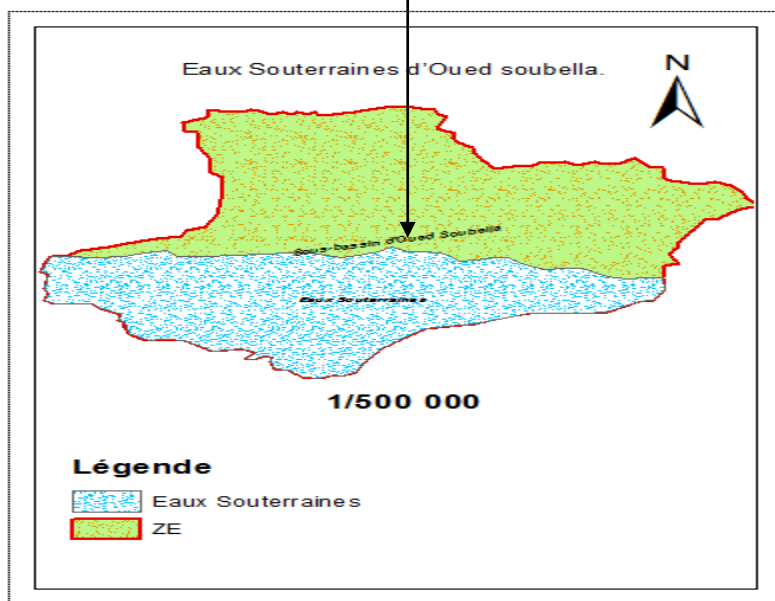 Eaux Souterraines d'Oued soubella.
N
Sous-bassin d'Oued Soubella
Eaux Souterraines
1/500 000
Légende
Eaux Souterraines
ZE